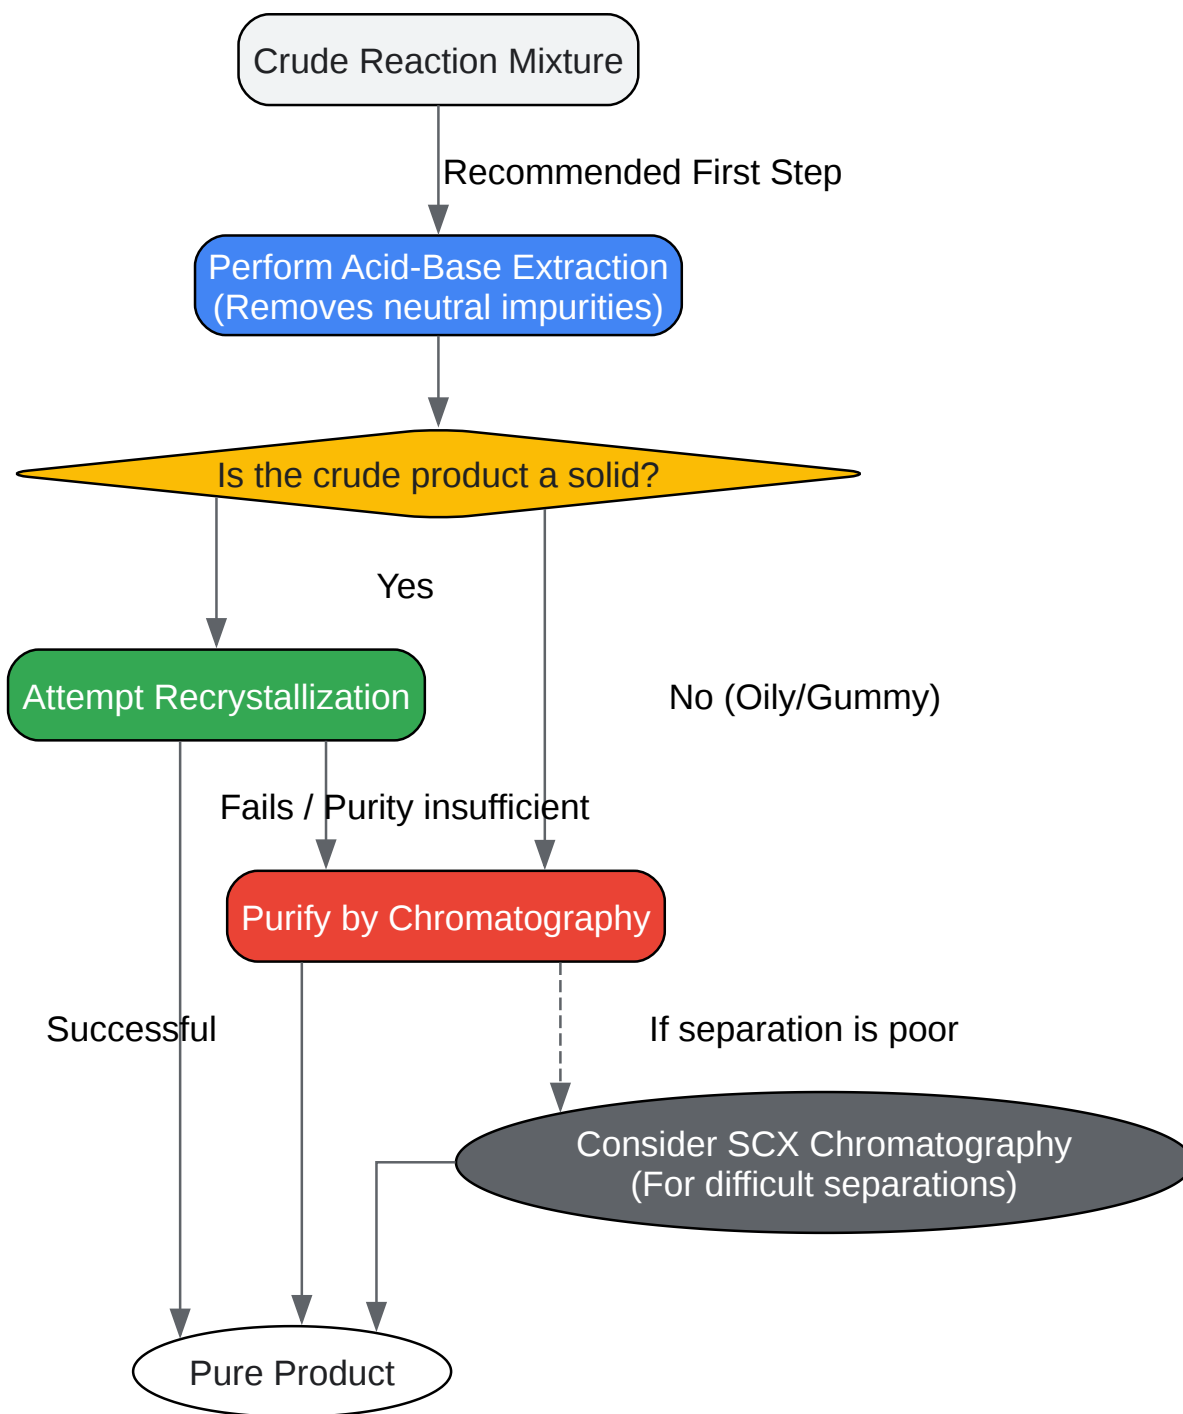 Crude Reaction Mixture
Recommended First Step
Perform Acid-Base Extraction
(Removes neutral impurities)
Is the crude product a solid?
Yes
Attempt Recrystallization
No (Oily/Gummy)
Fails / Purity insufficient
Purify by Chromatography
Successful
If separation is poor
Consider SCX Chromatography
(For difficult separations)
Pure Product